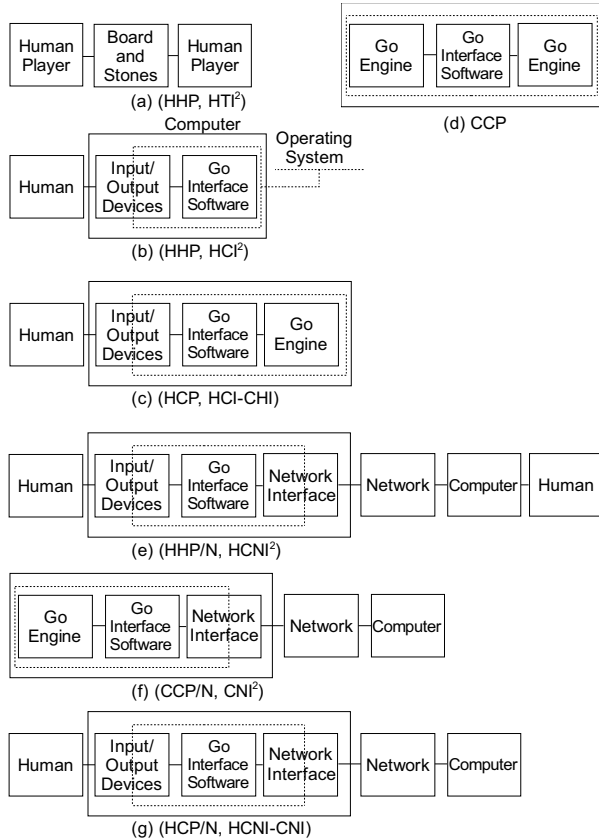 Human Player
Board and Stones
Human Player
(a) (HHP, HTI²)
Go Engine
Go Interface Software
Go Engine
(d) CCP
Computer
Operating System
Human
Input/ Output Devices
Go Interface Software
(b) (HHP, HCI²)
Human
Input/ Output Devices
Go Interface Software
Go Engine
(c) (HCP, HCI-CHI)
Human
Input/ Output Devices
Go Interface Software
Network Interface
Network
Computer
Human
(e) (HHP/N, HCNI²)
Go Engine
Go Interface Software
Network Interface
Network
Computer
(f) (CCP/N, CNI²)
Human
Input/ Output Devices
Go Interface Software
Network Interface
Network
Computer
(g) (HCP/N, HCNI-CNI)